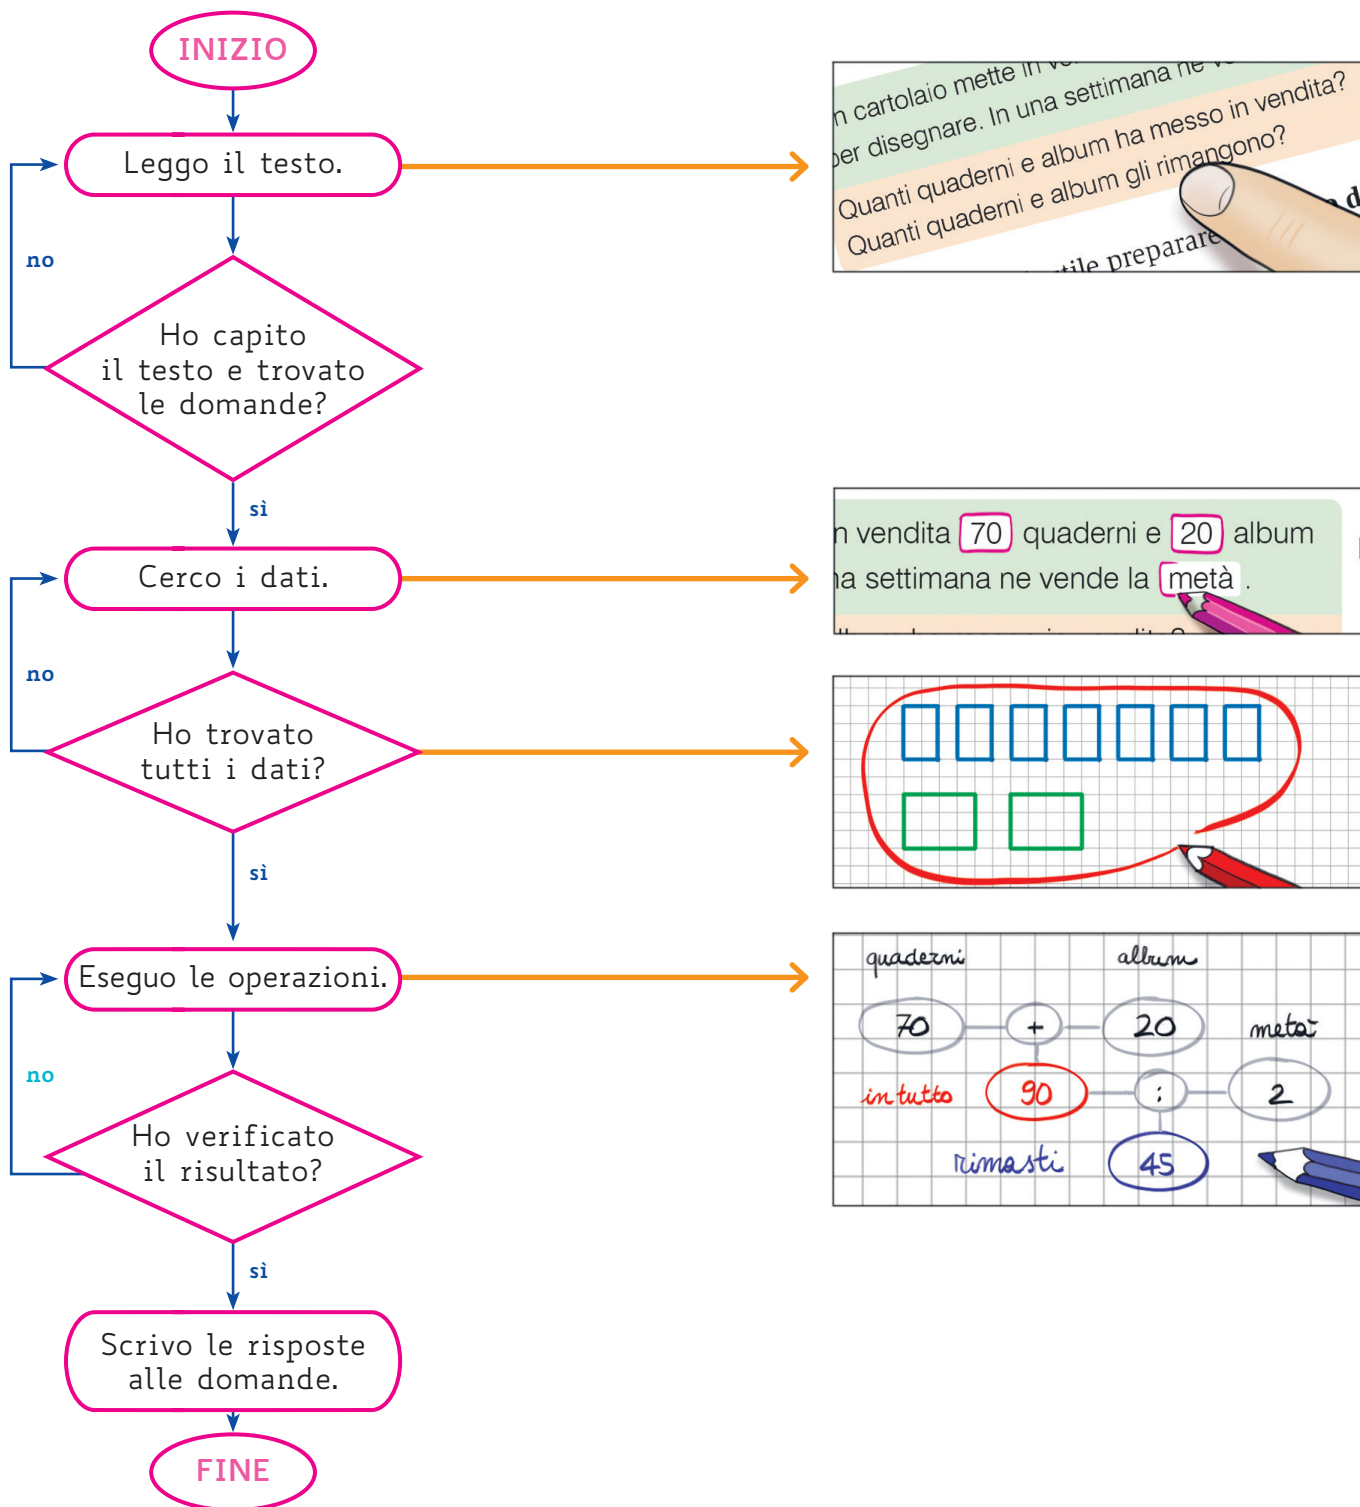 INIZIO
Leggo il testo.
no
Ho capito
il testo e trovato
le domande?
sì
Cerco i dati.
no
Ho trovato
tutti i dati?
sì
Eseguo le operazioni.
no
Ho verificato
il risultato?
sì
Scrivo le risposte
alle domande.
FINE
n cartolaio mette in
per disegnare. In una settimana ne
Quanti quaderni e album ha messo in vendita?
Quanti quaderni e album gli rimangono?
preparare
n vendita 70 quaderni e 20 album
settimana ne vende la metà .
quaderni album
70 + 20 metà
in tutto 90 : 2
rimasti 45